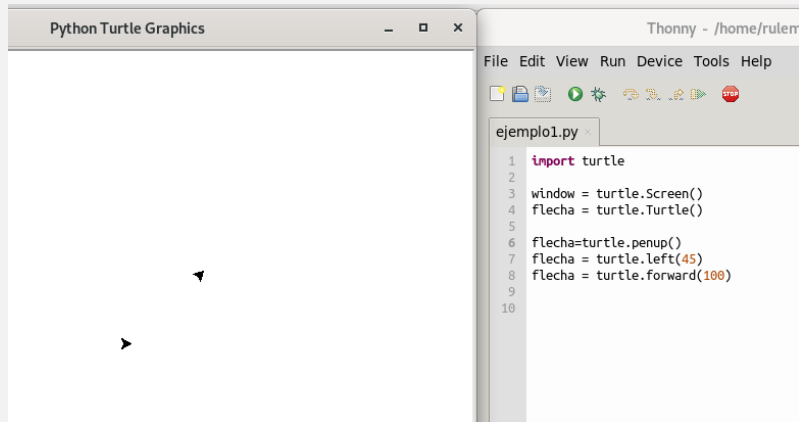 Python Turtle Graphics
Thonny - /home/rulem
File Edit View Run Device Tools Help
STOP
ejemplo1.py
1 import turtle
2
3 window = turtle.Screen()
4 flecha = turtle.Turtle()
5
6 flecha=turtle.penup()
7 flecha = turtle.left(45)
8 flecha = turtle.forward(100)
9
10